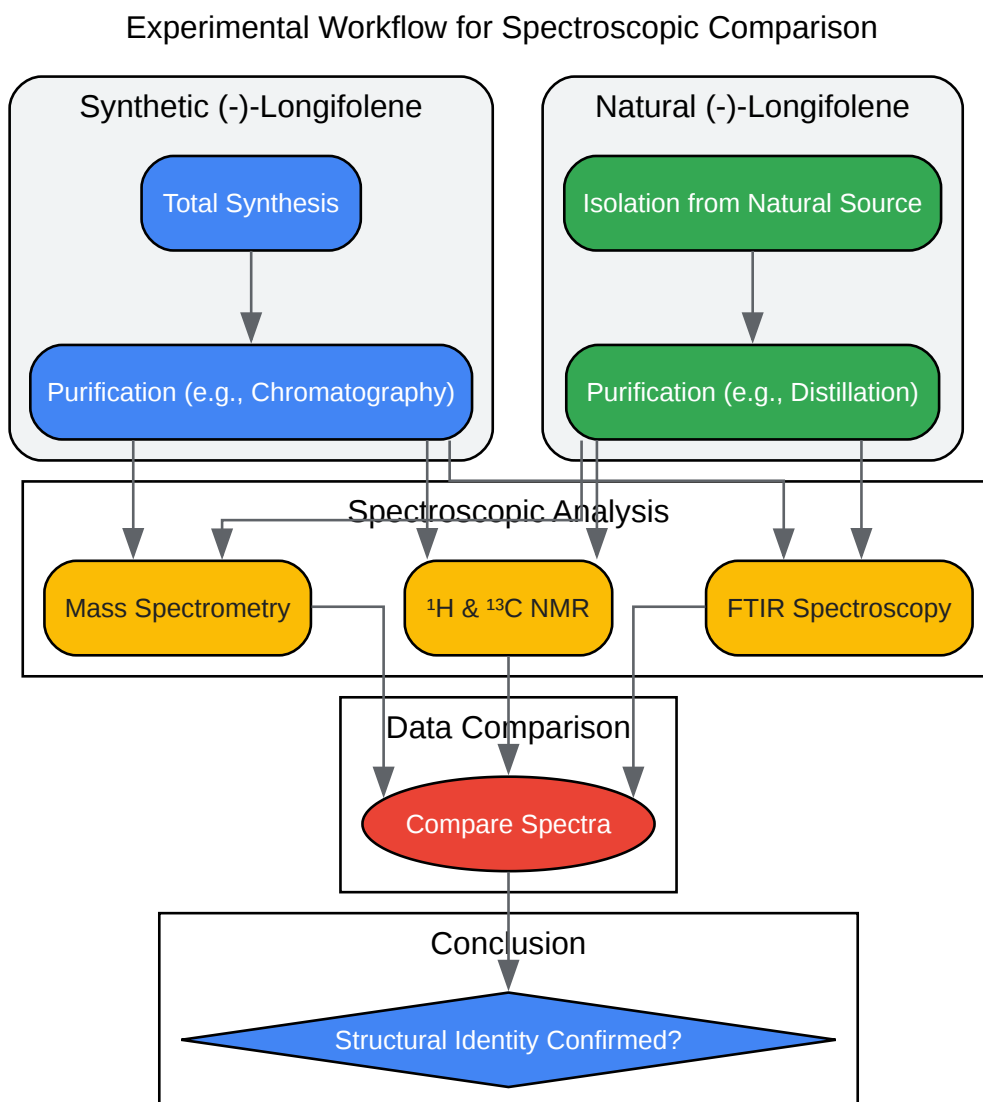 Experimental Workflow for Spectroscopic Comparison
Synthetic (-)-Longifolene
Natural (-)-Longifolene
Total Synthesis
Isolation from Natural Source
Purification (e.g., Chromatography)
Purification (e.g., Distillation)
Spectroscopic Analysis
Mass Spectrometry
¹H & ¹³C NMR
FTIR Spectroscopy
Data Comparison
Compare Spectra
Conclusion
Structural Identity Confirmed?